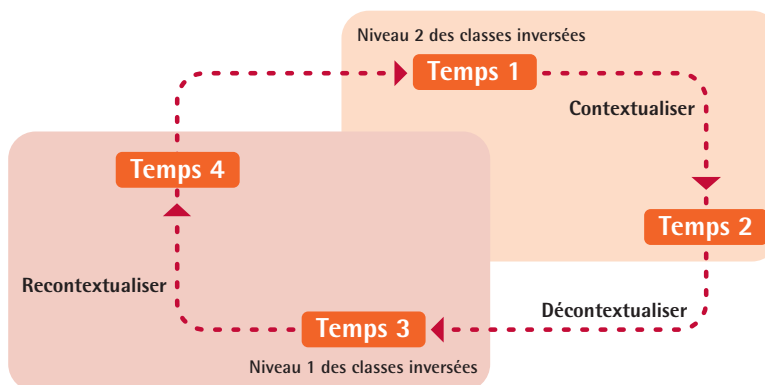 Niveau 2 des classes inversées
Temps 1
Contextualiser
Temps 4
Temps 2
Recontextualiser
Décontextualiser
Temps 3
Niveau 1 des classes inversées